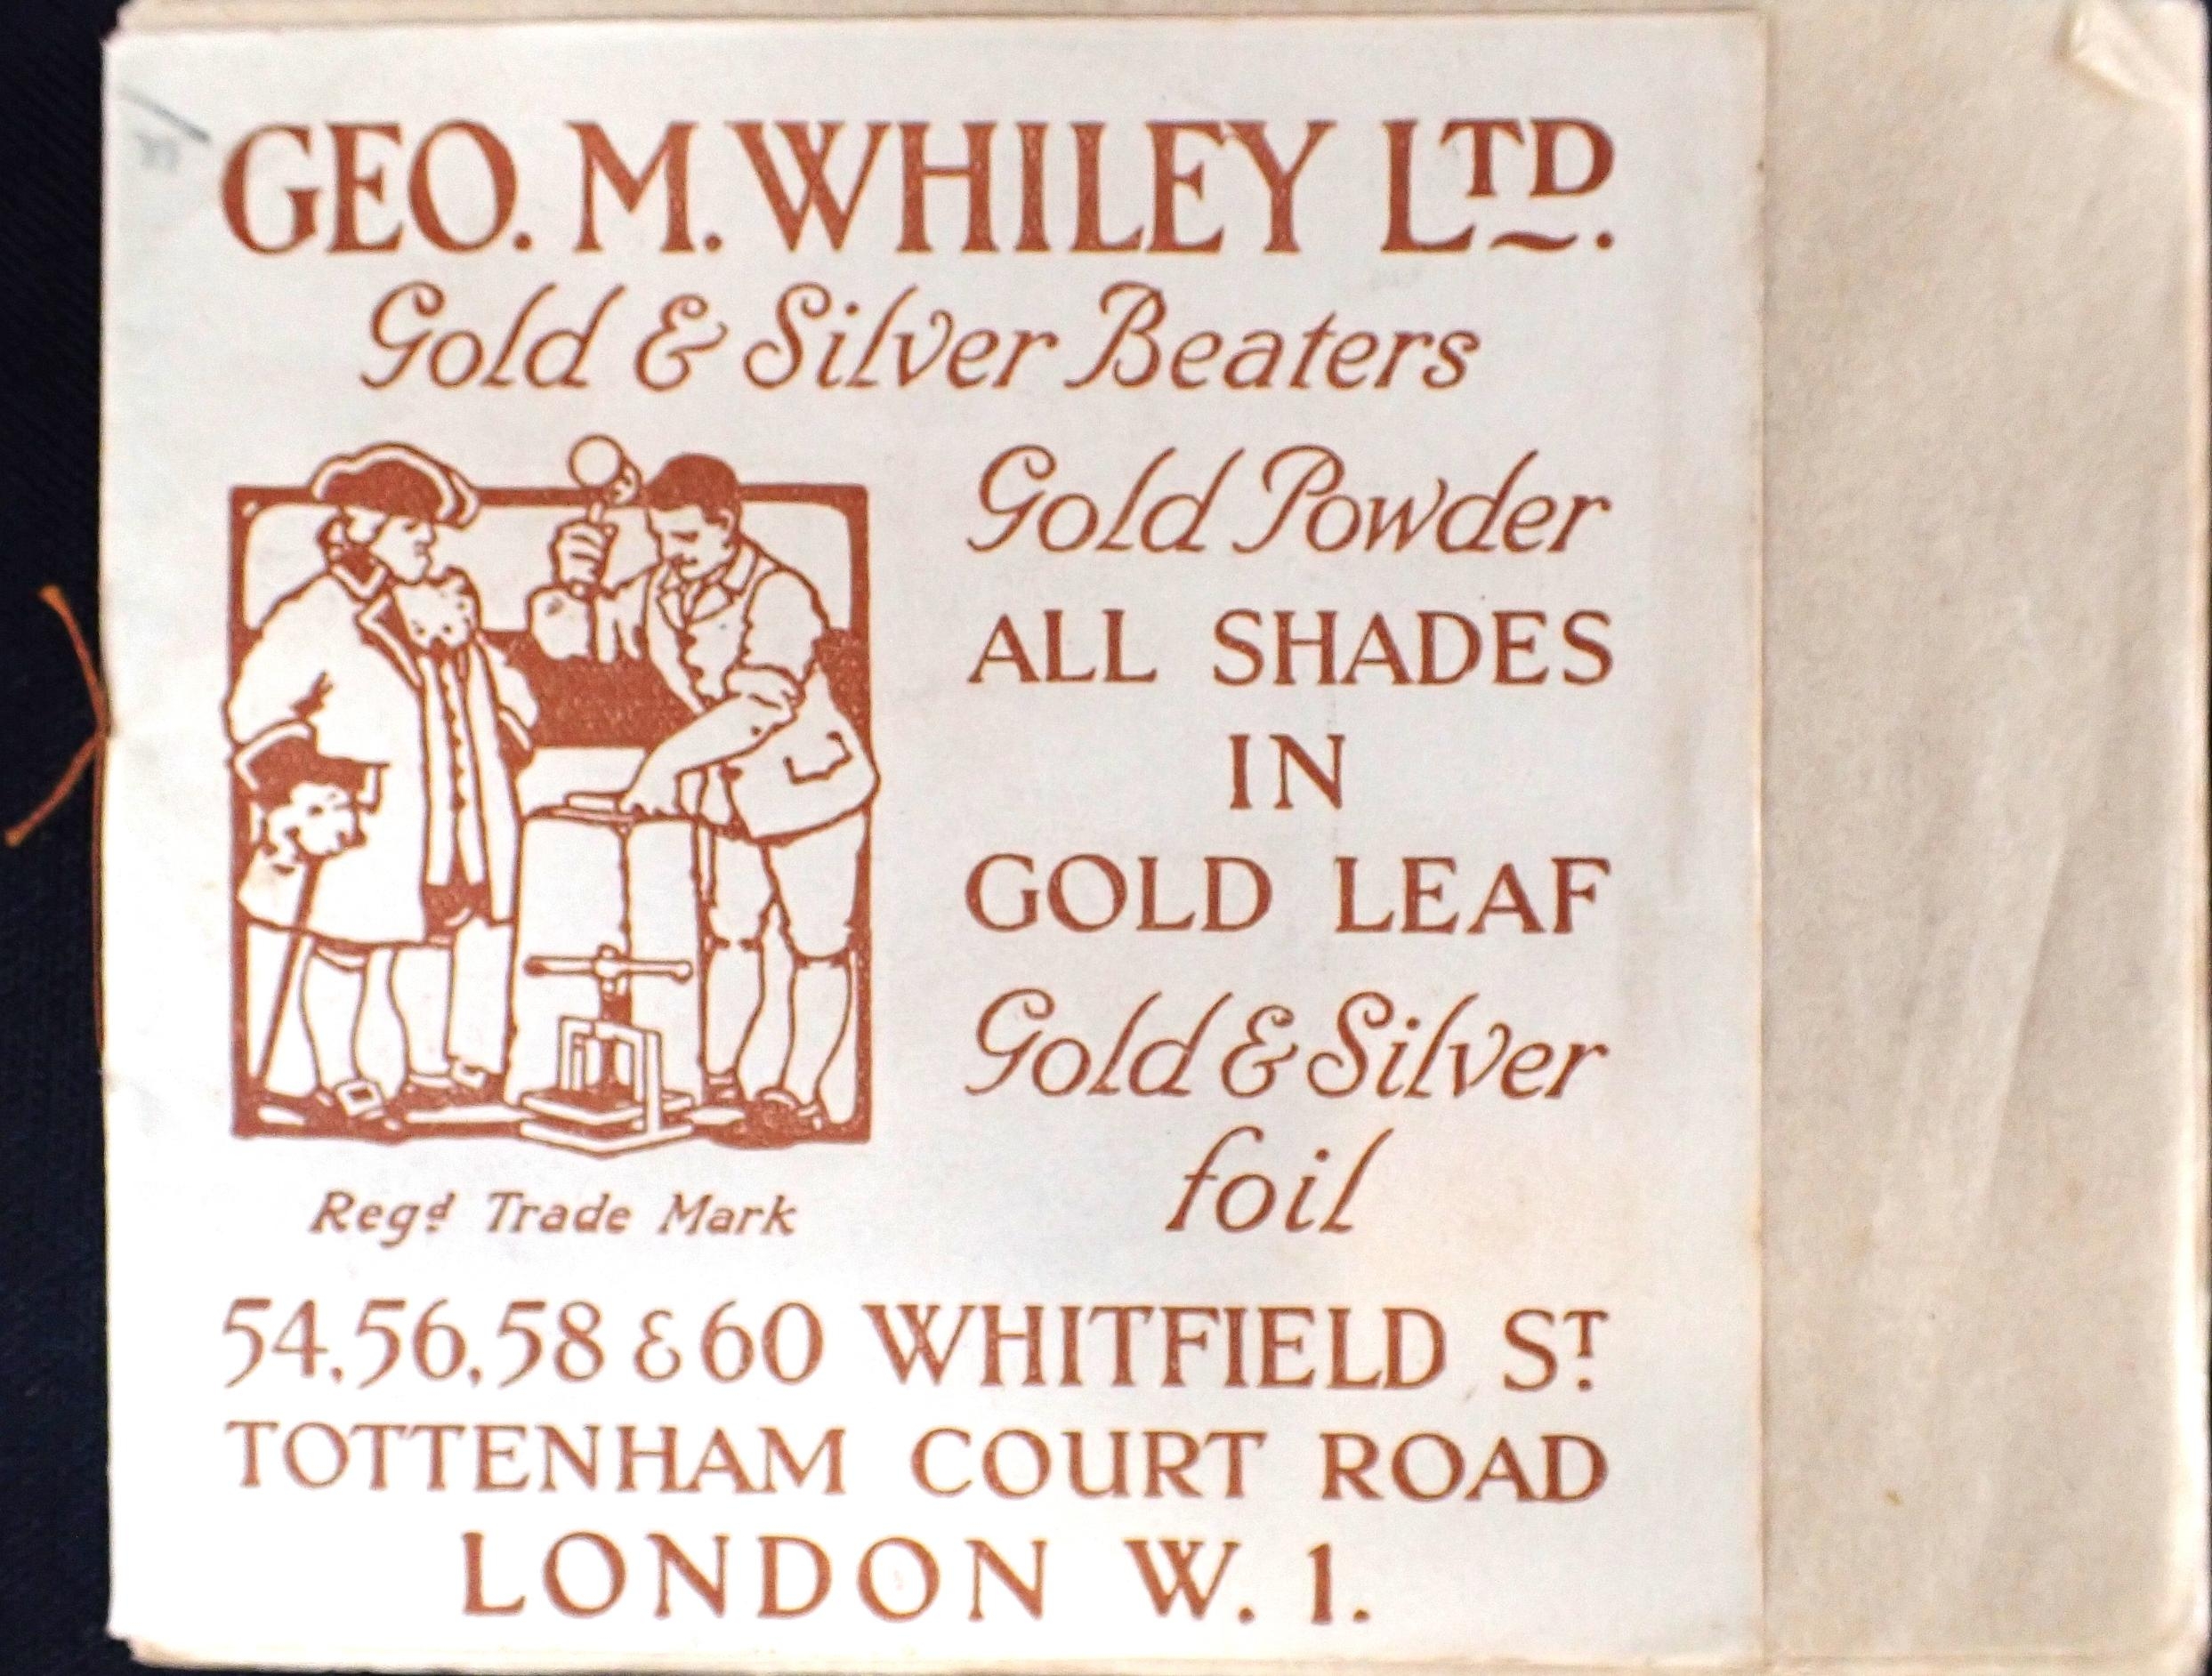 GEO. M. WHILEY LTD.
Gold & Silver Beaters
Gold Powder
ALL SHADES
IN
GOLD LEAF
Gold & Silver
foil
Regd Trade Mark
54, 56, 58 & 60 WHITFIELD ST.
TOTTENHAM COURT ROAD
LONDON W. 1.